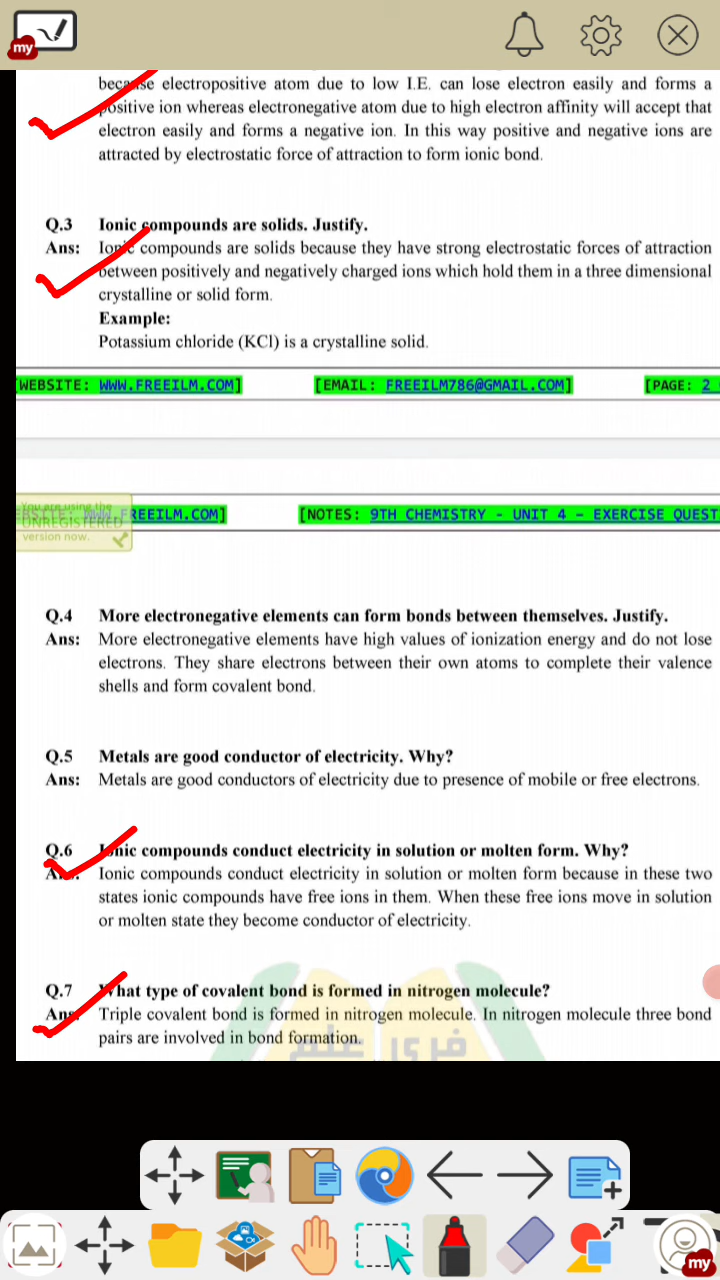 my
because electropositive atom due to low I.E. can lose electron easily and forms a
positive ion whereas electronegative atom due to high electron affinity will accept that
electron easily and forms a negative ion. In this way positive and negative ions are
attracted by electrostatic force of attraction to form ionic bond.
Q.3 Ionic compounds are solids. Justify.
Ans: Ionic compounds are solids because they have strong electrostatic forces of attraction
between positively and negatively charged ions which hold them in a three dimensional
crystalline or solid form.
Example:
Potassium chloride (KCl) is a crystalline solid.
[WEBSITE: WWW.FREEILM.COM] [EMAIL: FREEILM786@GMAIL.COM] [PAGE: 2
You are using the
UNREGISTERED
version now.
BSITE: WWW.FREEILM.COM] [NOTES: 9TH CHEMISTRY - UNIT 4 - EXERCISE QUEST
Q.4 More electronegative elements can form bonds between themselves. Justify.
Ans: More electronegative elements have high values of ionization energy and do not lose
electrons. They share electrons between their own atoms to complete their valence
shells and form covalent bond.
Q.5 Metals are good conductor of electricity. Why?
Ans: Metals are good conductors of electricity due to presence of mobile or free electrons.
Q.6 Ionic compounds conduct electricity in solution or molten form. Why?
Ans: Ionic compounds conduct electricity in solution or molten form because in these two
states ionic compounds have free ions in them. When these free ions move in solution
or molten state they become conductor of electricity.
Q.7 What type of covalent bond is formed in nitrogen molecule?
Ans: Triple covalent bond is formed in nitrogen molecule. In nitrogen molecule three bond
pairs are involved in bond formation.
فری علم
my